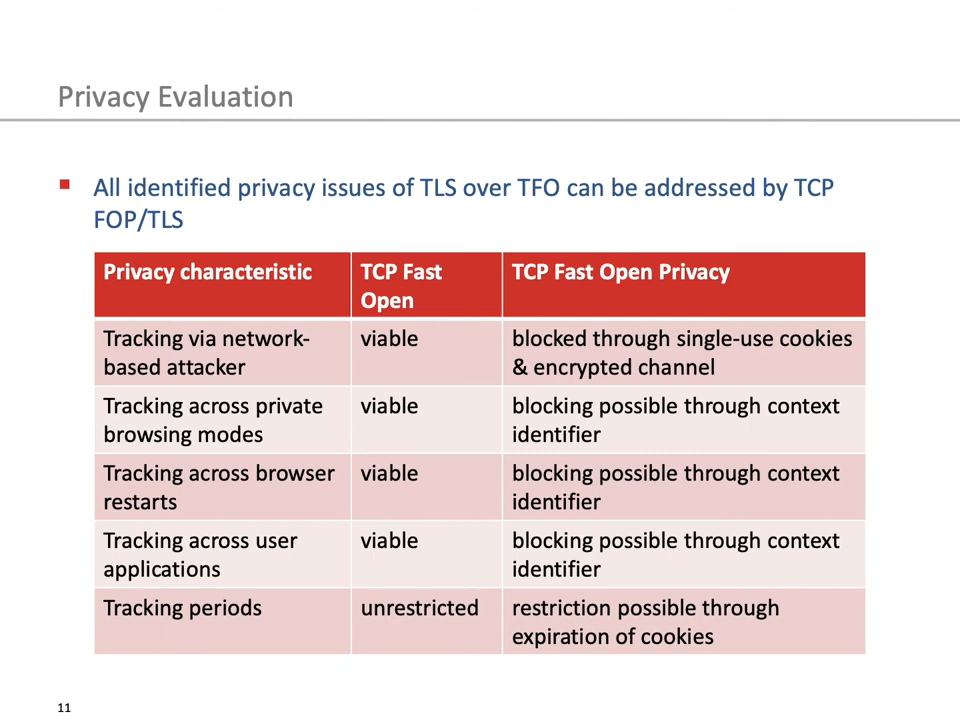 Privacy Evaluation
All identified privacy issues of TLS over TFO can be addressed by TCP
FOP/TLS
Privacy characteristic
TCP Fast
Open
TCP Fast Open Privacy
Tracking via network-
based attacker
viable
blocked through single-use cookies
& encrypted channel
Tracking across private
browsing modes
viable
blocking possible through context
identifier
Tracking across browser
restarts
viable
blocking possible through context
identifier
Tracking across user
applications
viable
blocking possible through context
identifier
Tracking periods
unrestricted
restriction possible through
expiration of cookies
11